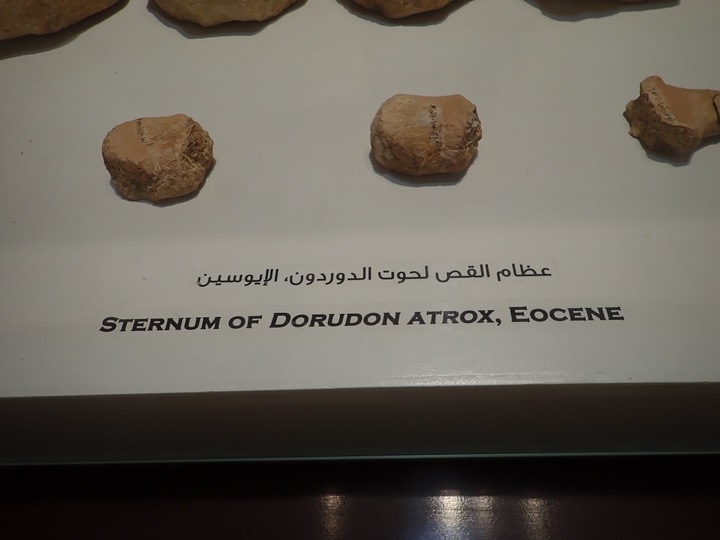 عظام القص لحوت الدوردون، الإيوسين
STERNUM OF DORUDON ATROX, EOCENE